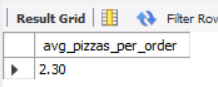 Result Grid Filter Row
avg_pizzas_per_order
2.30